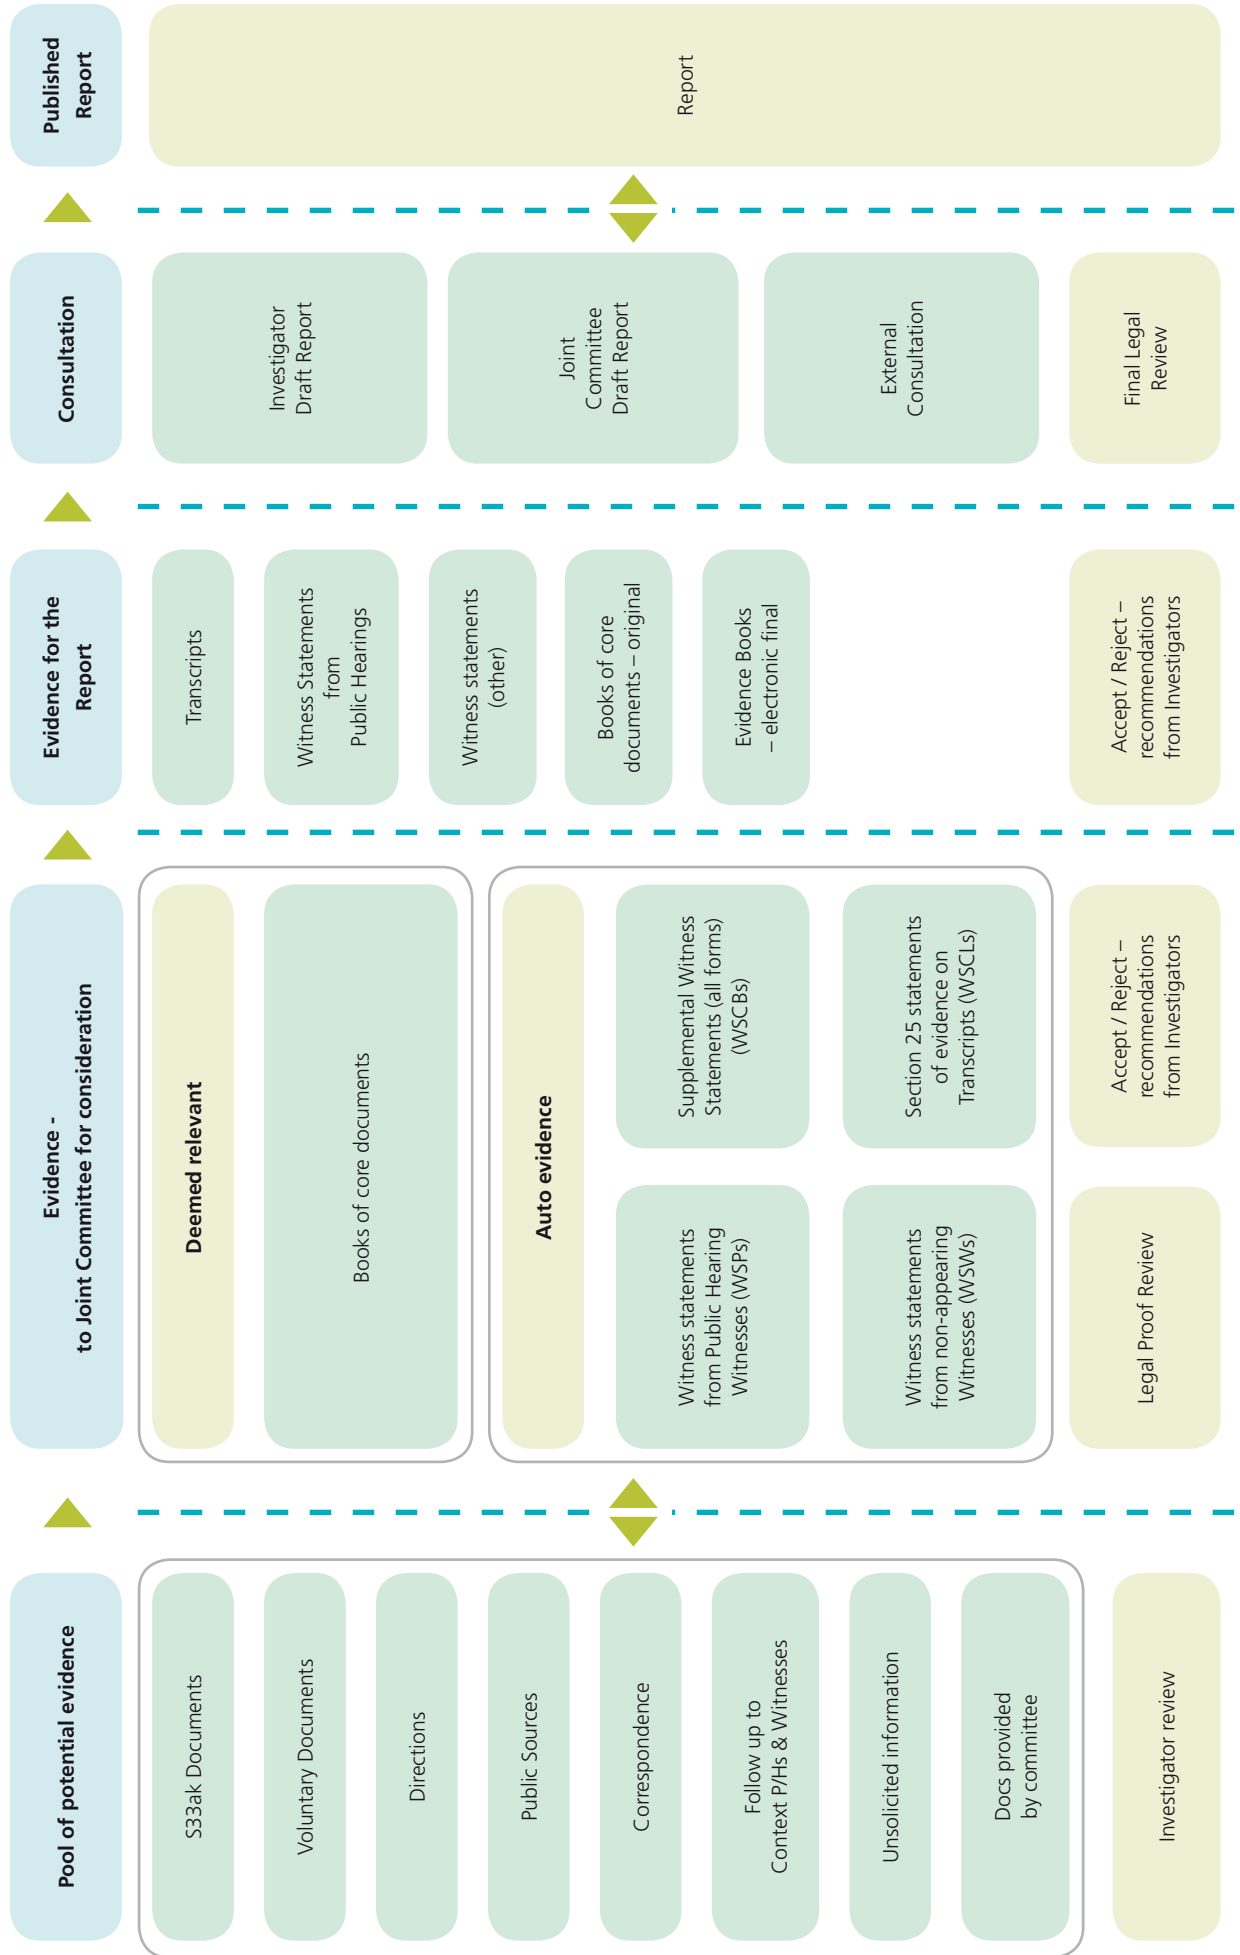 Pool of potential evidence
S33ak Documents
Voluntary Documents
Directions
Public Sources
Correspondence
Follow up to
Context P/Hs & Witnesses
Unsolicited information
Docs provided
by committee
Investigator review
Evidence -
to Joint Committee for consideration
Deemed relevant
Books of core documents
Auto evidence
Witness statements
from Public Hearing
Witnesses (WSPs)
Supplemental Witness
Statements (all forms)
(WSCBs)
Witness statements
from non-appearing
Witnesses (WSWs)
Section 25 statements
of evidence on
Transcripts (WSCLs)
Legal Proof Review
Accept / Reject –
recommendations
from Investigators
Evidence for the
Report
Transcripts
Witness Statements
from
Public Hearings
Witness statements
(other)
Books of core
documents – original
Evidence Books
– electronic final
Accept / Reject –
recommendations
from Investigators
Consultation
Investigator
Draft Report
Joint
Committee
Draft Report
External
Consultation
Final Legal
Review
Published
Report
Report